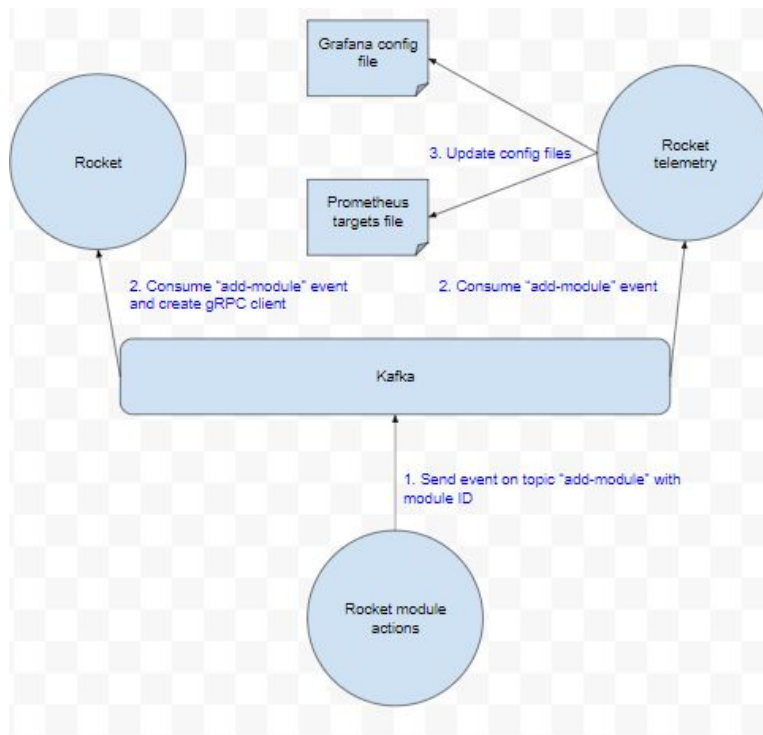 Grafana config
file
Rocket
Rocket
telemetry
3. Update config files
Prometheus
targets file
2. Consume “add-module” event
and create gRPC client
2. Consume “add-module” event
Kafka
1. Send event on topic “add-module” with
module ID
Rocket module
actions